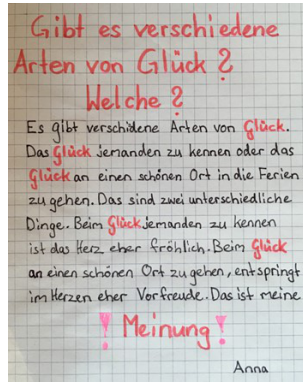 Gibt es verschiedene
Arten von Glück?
Welche?
Es gibt verschidene Arten von Glück.
Das Glück jemanden zu kennen oder das
Glück an einen schönen Ort in die Ferien
zu gehen. Das sind zwei unterschiedliche
Dinge. Beim Glück jemanden zu kennen
ist das Herz eher fröhlich. Beim Glück
an einen schönen Ort zu gehen, entspringt
im Herzen eher Vorfreude. Das ist meine
! Meinung !
Anna